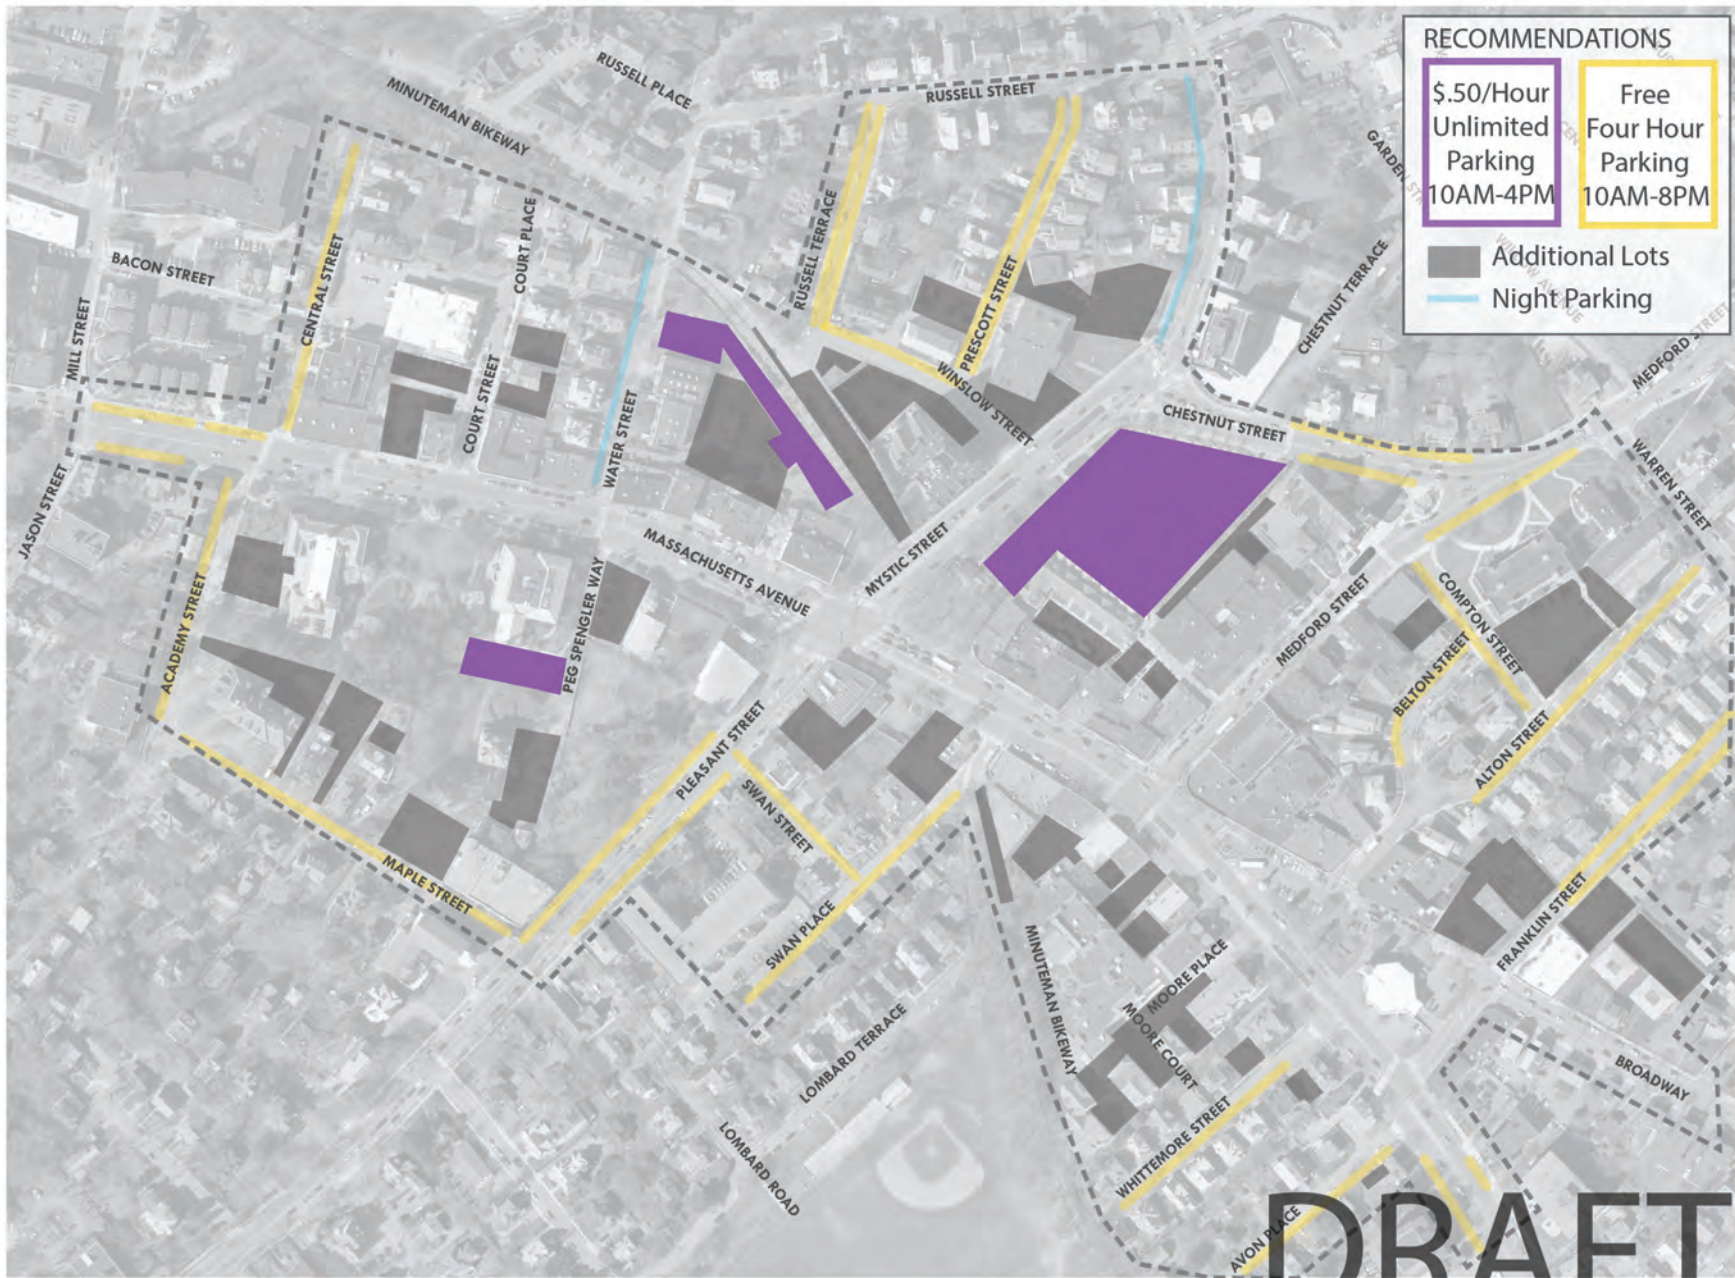 RECOMMENDATIONS
$.50/Hour
Unlimited
Parking
10AM-4PM
Free
Four Hour
Parking
10AM-8PM
Additional Lots
Night Parking
RUSSELL PLACE
MINUTEMAN BIKEWAY
RUSSELL STREET
GARDEN
BACON STREET
CENTRAL STREET
COURT PLACE
RUSSELL TERRACE
CHESTNUT TERRACE
WILLOW AVENUE
MILL STREET
PRESCOTT STREET
MEDFORD STREET
COURT STREET
WATER STREET
WINSLOW STREET
CHESTNUT STREET
WARREN STREET
JASON STREET
MASSACHUSETTS AVENUE
MYSTIC STREET
ACADEMY STREET
PEG SPENGLER WAY
MEDFORD STREET
COMPTON STREET
BELTON STREET
PLEASANT STREET
ALTON STREET
SWAN STREET
MAPLE STREET
SWAN PLACE
FRANKLIN STREET
MINUTEMAN BIKEWAY
MOORE PLACE
MOORE COURT
LOMBARD TERRACE
BROADWAY
LOMBARD ROAD
WHITTEMORE STREET
AVON PLACE
DRAFT